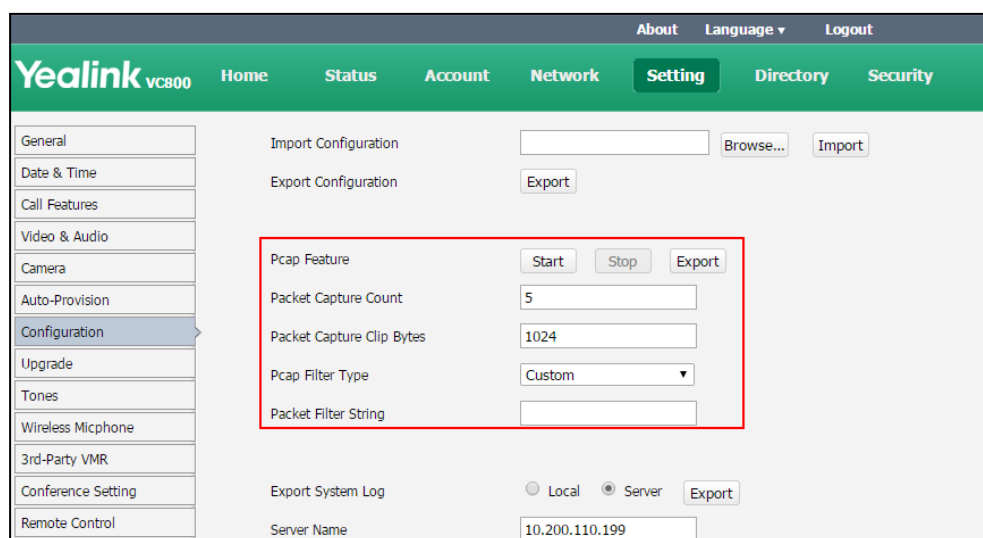 About Language ▾ Logout
Yealink VC800 Home Status Account Network Setting Directory Security
General
Date & Time
Call Features
Video & Audio
Camera
Auto-Provision
Configuration
Upgrade
Tones
Wireless Micphone
3rd-Party VMR
Conference Setting
Remote Control
Import Configuration Browse... Import
Export Configuration Export
Pcap Feature Start Stop Export
Packet Capture Count 5
Packet Capture Clip Bytes 1024
Pcap Filter Type Custom ▼
Packet Filter String
Export System Log Local Server Export
Server Name 10.200.110.199